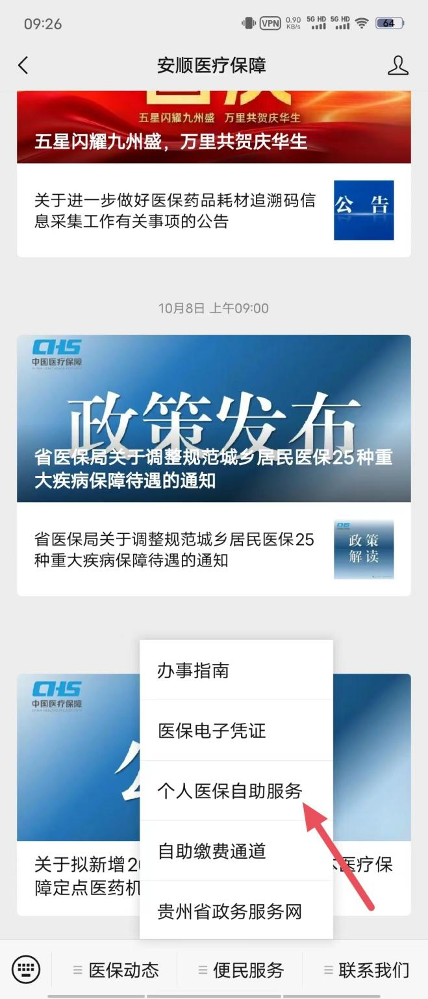 09:26
VPN
0.90
KB/s
5G HD
5G HD
64
安顺医疗保障
五星闪耀九州盛 万里共贺庆华生
五星闪耀九州盛，万里共贺庆华生
关于进一步做好医保药品耗材追溯码信
息采集工作有关事项的公告
公 告
10月8日 上午09:00
CHS
中国医疗保障
政策发布
省医保局关于调整规范城乡居民医保25种重
大疾病保障待遇的通知
省医保局关于调整规范城乡居民医保25
种重大疾病保障待遇的通知
CHS
政策
解读
CHS
中国医疗保障
办事指南
医保电子凭证
个人医保自助服务
自助缴费通道
贵州省政务服务网
关于拟新增2
医疗保
障定点医药机
医保动态
便民服务
联系我们